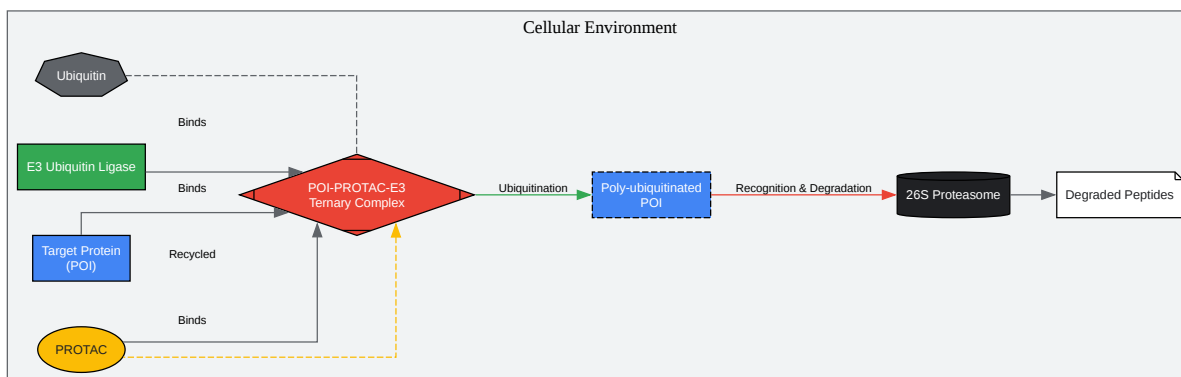 Cellular Environment
Ubiquitin
Binds
E3 Ubiquitin Ligase
Binds
POI-PROTAC-E3
Ternary Complex
Ubiquitination
Poly-ubiquitinated
POI
Recognition & Degradation
26S Proteasome
Degraded Peptides
Target Protein
(POI)
Recycled
Binds
PROTAC